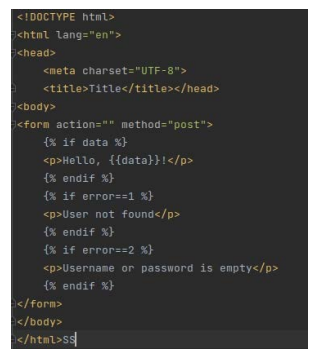 <!DOCTYPE html>
<html lang="en">
<head>
    <meta charset="UTF-8">
    <title>Title</title></head>
<body>
<form action="" method="post">
    {% if data %}
    <p>Hello, {{data}}!</p>
    {% endif %}
    {% if error==1 %}
    <p>User not found</p>
    {% endif %}
    {% if error==2 %}
    <p>Username or password is empty</p>
    {% endif %}
</form>
</body>
</html>SS